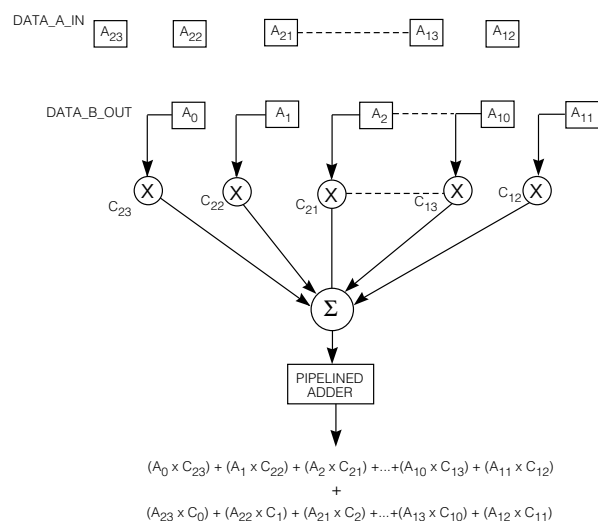 DATA_A_IN A23 A22 A21 A13 A12
DATA_B_OUT A0 A1 A2 A10 A11
X X X X X
C23 C22 C21 C13 C12
Σ
PIPELINED
ADDER
(A0 x C23) + (A1 x C22) + (A2 x C21) +...+(A10 x C13) + (A11 x C12)
+
(A23 x C0) + (A22 x C1) + (A21 x C2) +...+(A13 x C10) + (A12 x C11)